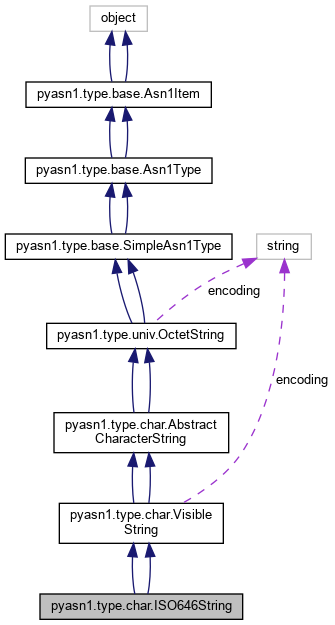 object
pyasn1.type.base.Asn1Item
pyasn1.type.base.Asn1Type
pyasn1.type.base.SimpleAsn1Type
string
encoding
pyasn1.type.univ.OctetString
encoding
pyasn1.type.char.Abstract
CharacterString
pyasn1.type.char.Visible
String
pyasn1.type.char.ISO646String